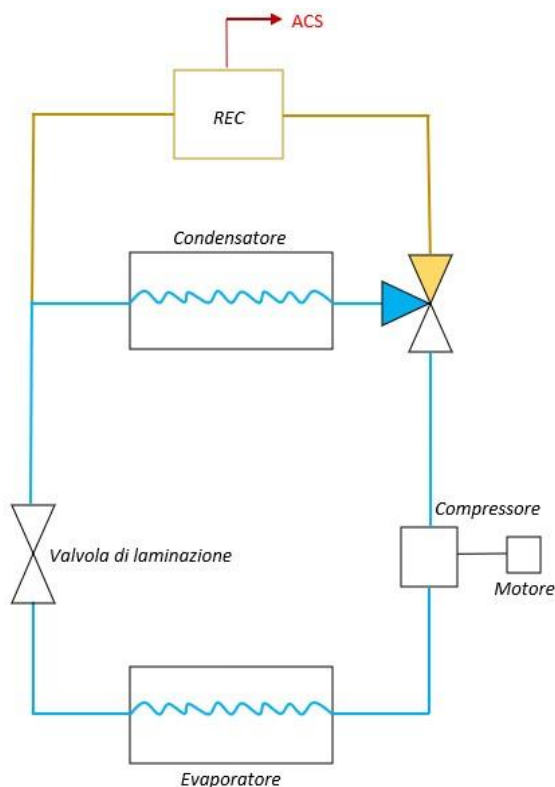 ACS
REC
Condensatore
Compressore
Valvola di laminazione
Motore
Evaporatore